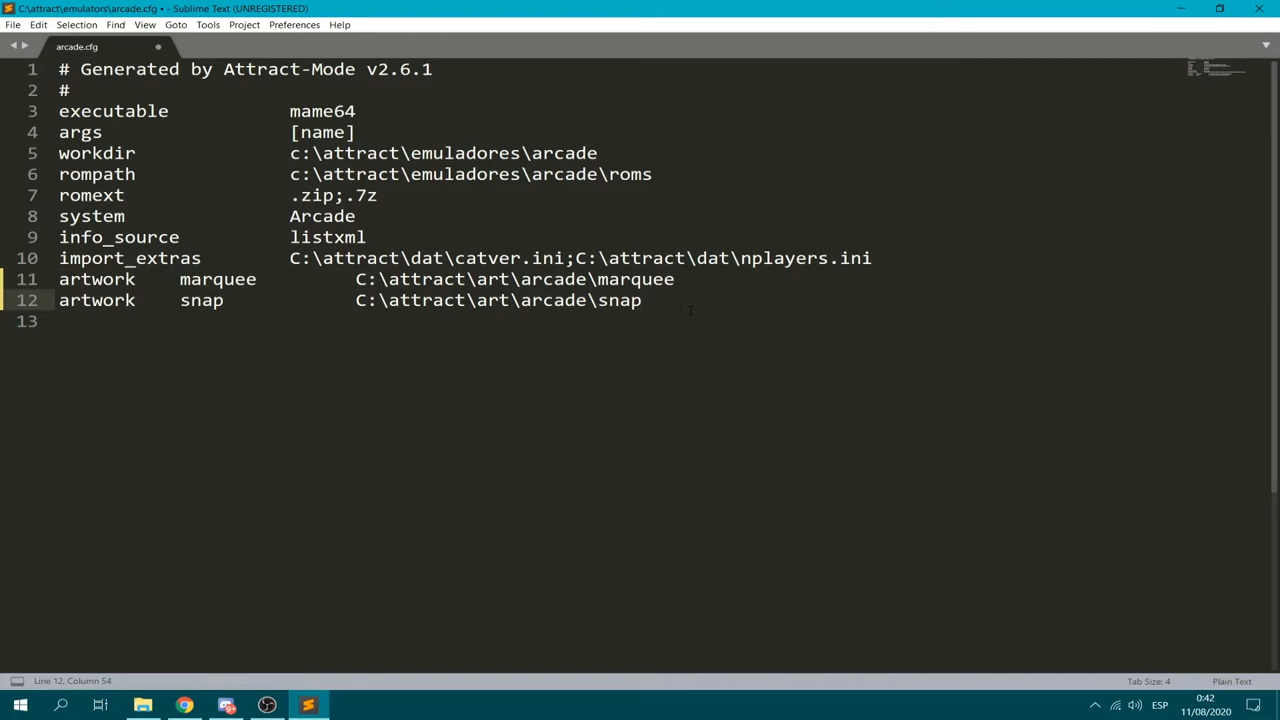 C:\attract\emulators\arcade.cfg • - Sublime Text (UNREGISTERED)
File Edit Selection Find View Goto Tools Project Preferences Help
arcade.cfg
1 # Generated by Attract-Mode v2.6.1
2 #
3 executable mame64
4 args [name]
5 workdir c:\attract\emuladores\arcade
6 rompath c:\attract\emuladores\arcade\roms
7 romext .zip;.7z
8 system Arcade
9 info_source listxml
10 import_extras C:\attract\dat\catver.ini;C:\attract\dat\nplayers.ini
11 artwork marquee C:\attract\art\arcade\marquee
12 artwork snap C:\attract\art\arcade\snap
13
Line 12, Column 54 Tab Size: 4 Plain Text
ESP 0:42
11/08/2020